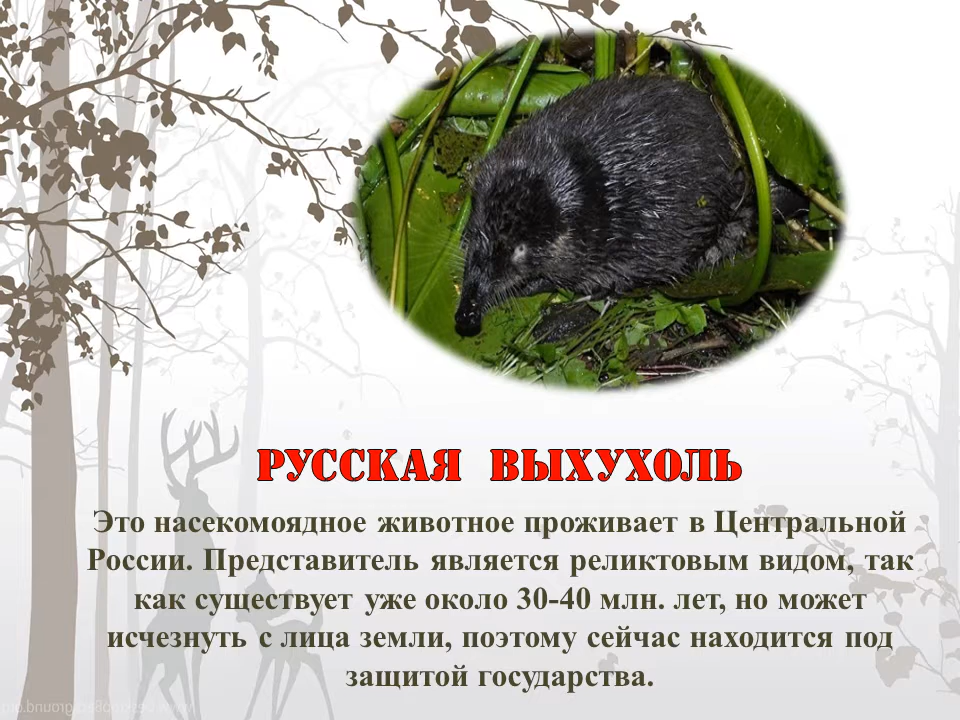 РУССКАЯ ВЫХУХОЛЬ
Это насекомоядное животное проживает в Центральной
России. Представитель является реликтовым видом, так
как существует уже около 30-40 млн. лет, но может
исчезнуть с лица земли, поэтому сейчас находится под
защитой государства.